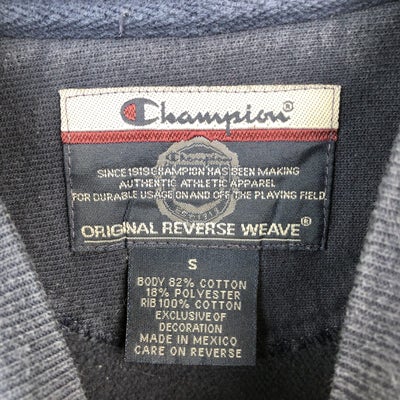 Champion®
SINCE 1919 CHAMPION HAS BEEN MAKING
AUTHENTIC ATHLETIC APPAREL
FOR DURABLE USAGE ON AND OFF THE PLAYING FIELD.
ORIGINAL REVERSE WEAVE®
S
BODY 82% COTTON
18% POLYESTER
RIB 100% COTTON
EXCLUSIVE OF
DECORATION
MADE IN MEXICO
CARE ON REVERSE